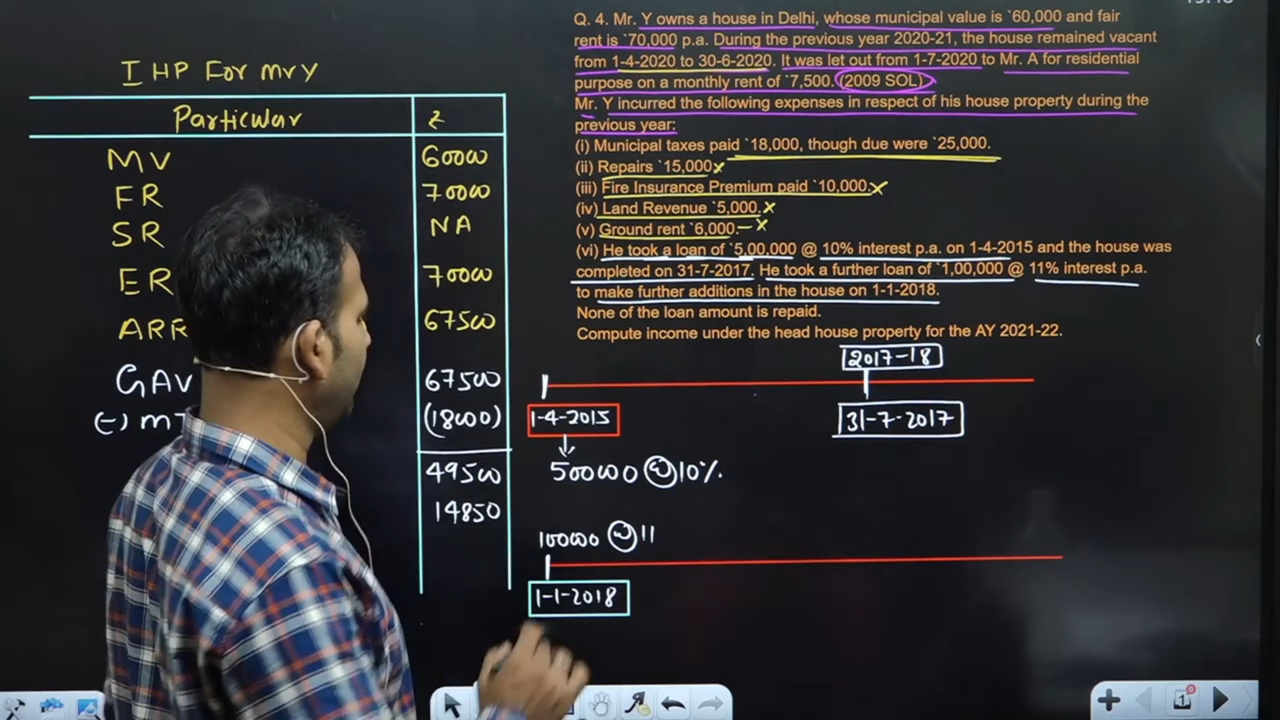 Q. 4. Mr. Y owns a house in Delhi, whose municipal value is `60,000 and fair
rent is `70,000 p.a. During the previous year 2020-21, the house remained vacant
from 1-4-2020 to 30-6-2020. It was let out from 1-7-2020 to Mr. A for residential
purpose on a monthly rent of `7,500. (2009 SOL)
Mr. Y incurred the following expenses in respect of his house property during the
previous year:
(i) Municipal taxes paid `18,000, though due were `25,000.
(ii) Repairs `15,000 x
(iii) Fire Insurance Premium paid `10,000. x
(iv) Land Revenue `5,000. x
(v) Ground rent `6,000. – x
(vi) He took a loan of `5,00,000 @ 10% interest p.a. on 1-4-2015 and the house was
completed on 31-7-2017. He took a further loan of `1,00,000 @ 11% interest p.a.
to make further additions in the house on 1-1-2018.
None of the loan amount is repaid.
Compute income under the head house property for the AY 2021-22.
IHP For Mr Y
Particular ₹
MV 60000
FR 70000
SR NA
ER 70000
ARR 67500
GAV 67500
(-) MT (18000)
49500
14850
2017-18
1-4-2015 31-7-2017
500000 @ 10%.
100000 @ 11
1-1-2018
1